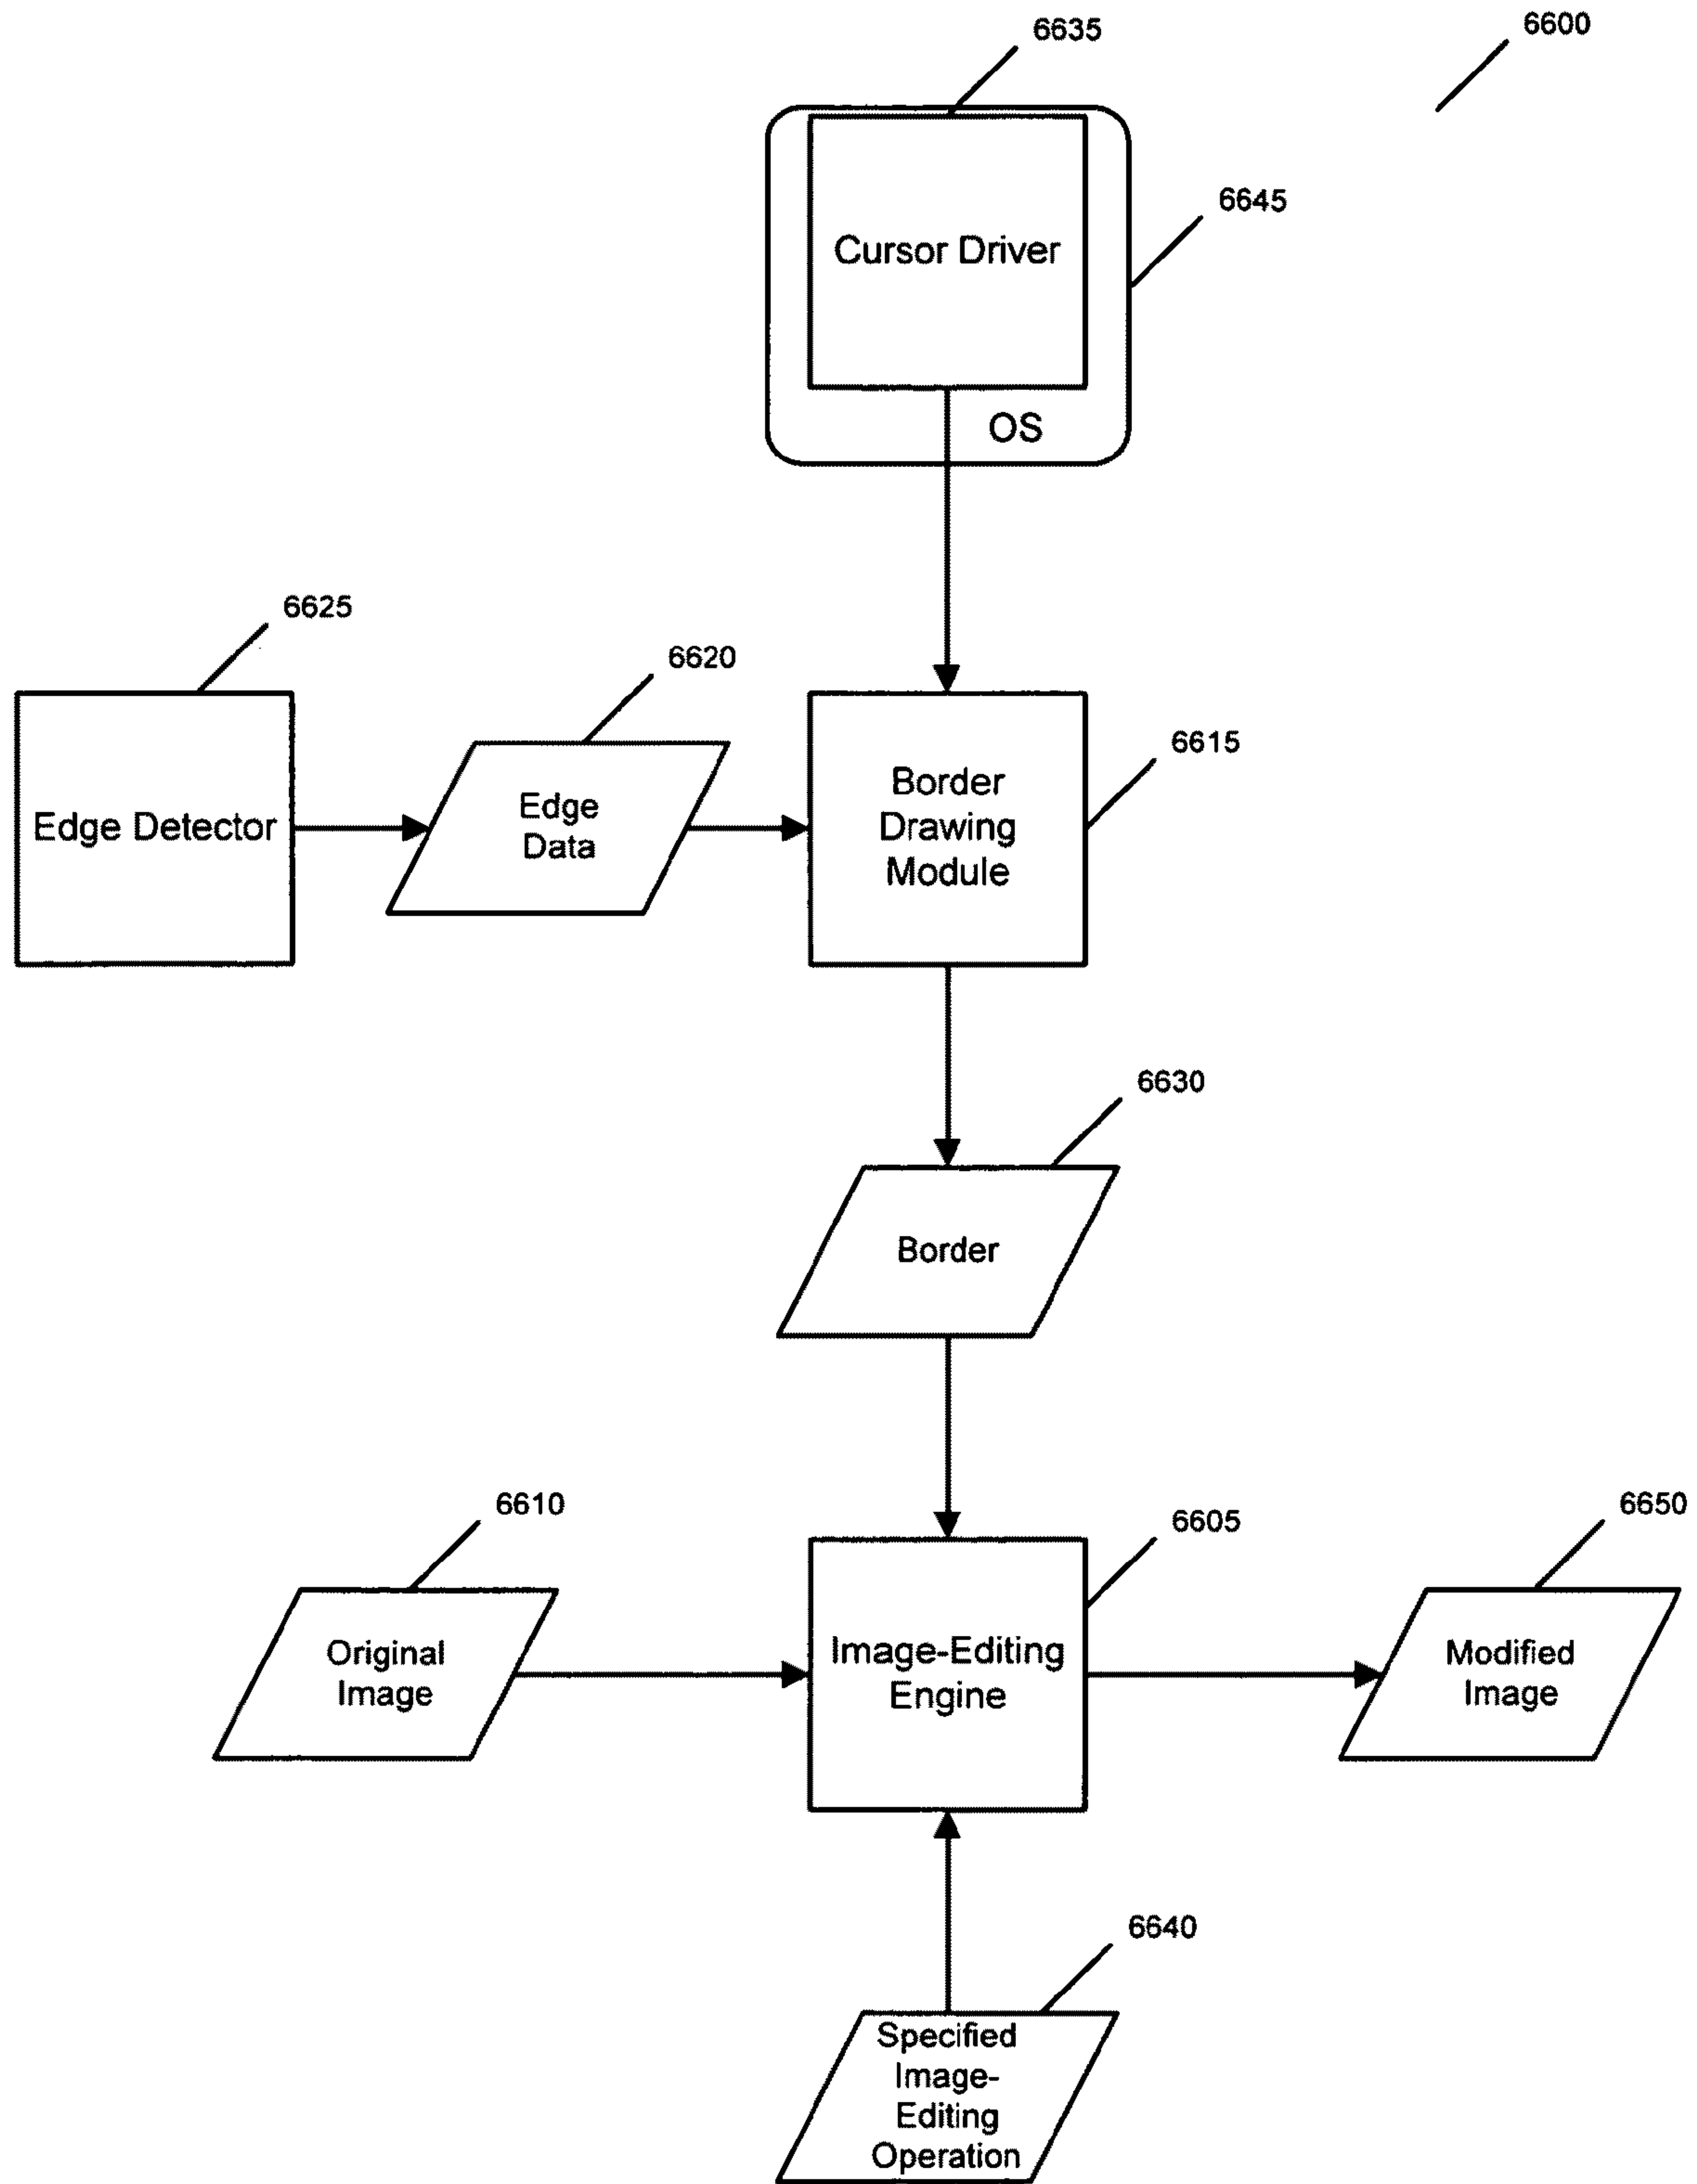 6635
6600
6645
Cursor Driver
OS
6625
6620
6615
Edge Detector
Edge
Data
Border
Drawing
Module
6630
Border
6610
6605
6650
Original
Image
Image-Editing
Engine
Modified
Image
6640
Specified
Image-
Editing
Operation